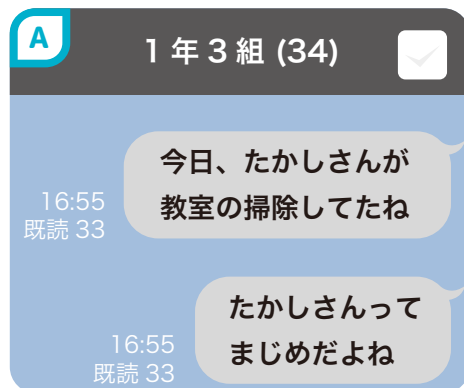 A
1年3組 (34)
今日、たかしさんが
教室の掃除してたね
16:55
既読 33
たかしさんって
まじめだよね
16:55
既読 33